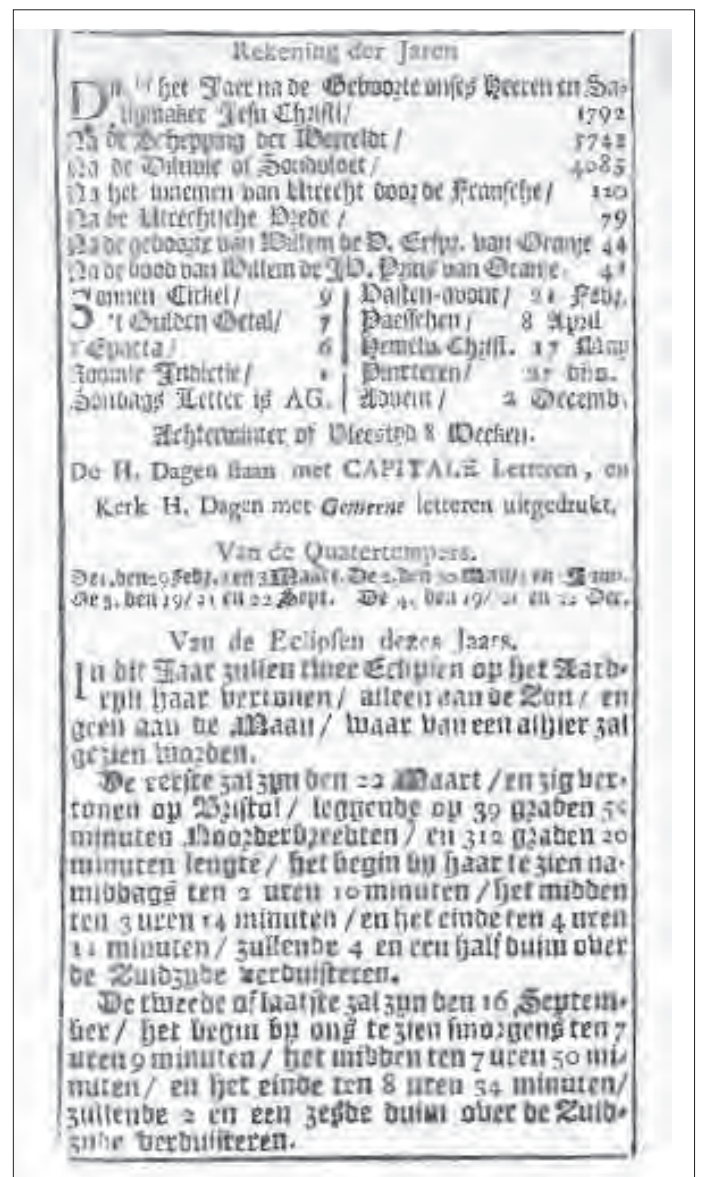 Rekening der Jaren
Dit is het Jaer na de Geboorte onses Heeren en Sa-
ligmaker Jesu Christi / 1792
Na de Schepping der Werreldt / 5742
Na de Diluvie of Sondvloet / 4085
Na het innemen van Utrecht door de Fransche / 120
Na de Utrechtsche Vrede / 79
Na de geboorte van Willem de V. Erfpr. van Oranje 44
Na de dood van Willem de IV. Prins van Oranje. 41
Zonnen Cirkel / 9 | Vasten-avont / 21 Febr.
't Gulden Getal / 7 | Paesschen / 8 April
't Epacta / 6 | Hemelv. Christ. 17 May
Roomse Indictie / | Pinxteren / 27 dito.
Sondags Letter is AG. | Advent / 2 Decemb.
Achterwinter of Vleestyd 8 Weeken.
De H. Dagen staan met CAPITALE Letteren, en
Kerk H. Dagen met Gemeene letteren uitgedrukt.
Van de Quatertempers.
De 1. den 29 Febr. en 3 Maart. De 2. den 30 May / en Juny.
De 3. den 19 / 21 en 22 Sept. De 4. den 19 / 21 en 22 Dec.
Van de Eclipsen dezes Jaars.
In dit Jaar zullen twee Eclipsen op het Aard-
ryk haar vertonen / alleen aan de Zon / en
geen aan de Maan / waar van een alhier zal
gezien worden.
De eerste zal zyn den 22 Maart / en zig ver-
tonen op Bristol / leggende op 39 graden 5
minuten Noorderbreedten / en 312 graden 20
minuten lengte / het begin by haar te zien na-
middags ten 2 uren 10 minuten / het midden
ten 3 uren 14 minuten / en het einde ten 4 uren
11 minuten / zullende 4 en een half duim over
de Zuidzyde verduisteren.
De tweede of laatste zal zyn den 16 Septem-
ber / het begin by ons te zien smorgens ten 7
uren 9 minuten / het midden ten 7 uren 50 mi-
nuten / en het einde ten 8 uren 34 minuten /
zullende 2 en een zesde duim over de Zuid-
zyde verduisteren.